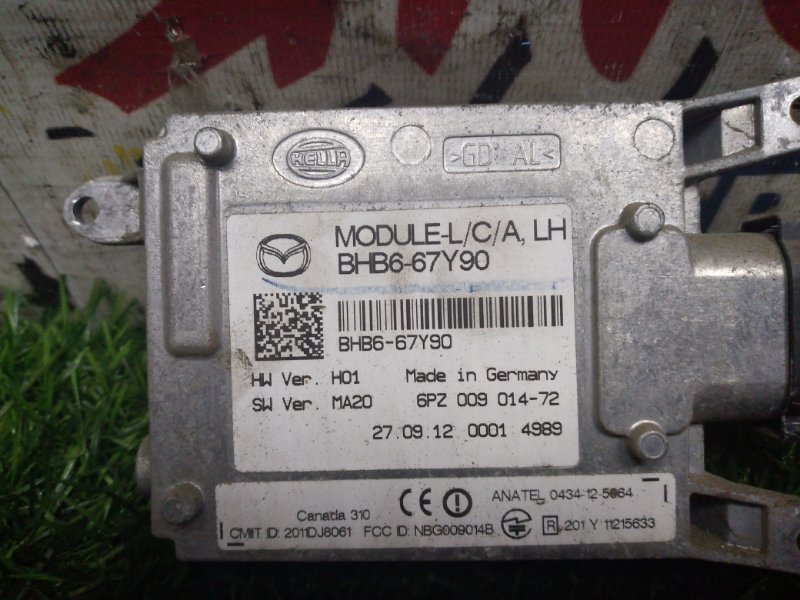 HELLA
>GD AL<
MODULE-L/C/A, LH
BHB6-67Y90
BHB6-67Y90
HW Ver. H01 Made in Germany
SW Ver. MA20 6PZ 009 014-72
27.09.12 0001 4989
Canada 310 CE ANATEL 0434-12-5064
CMIIT ID: 2011DJ8061 FCC ID: NBG009014B R 201 Y 11215633